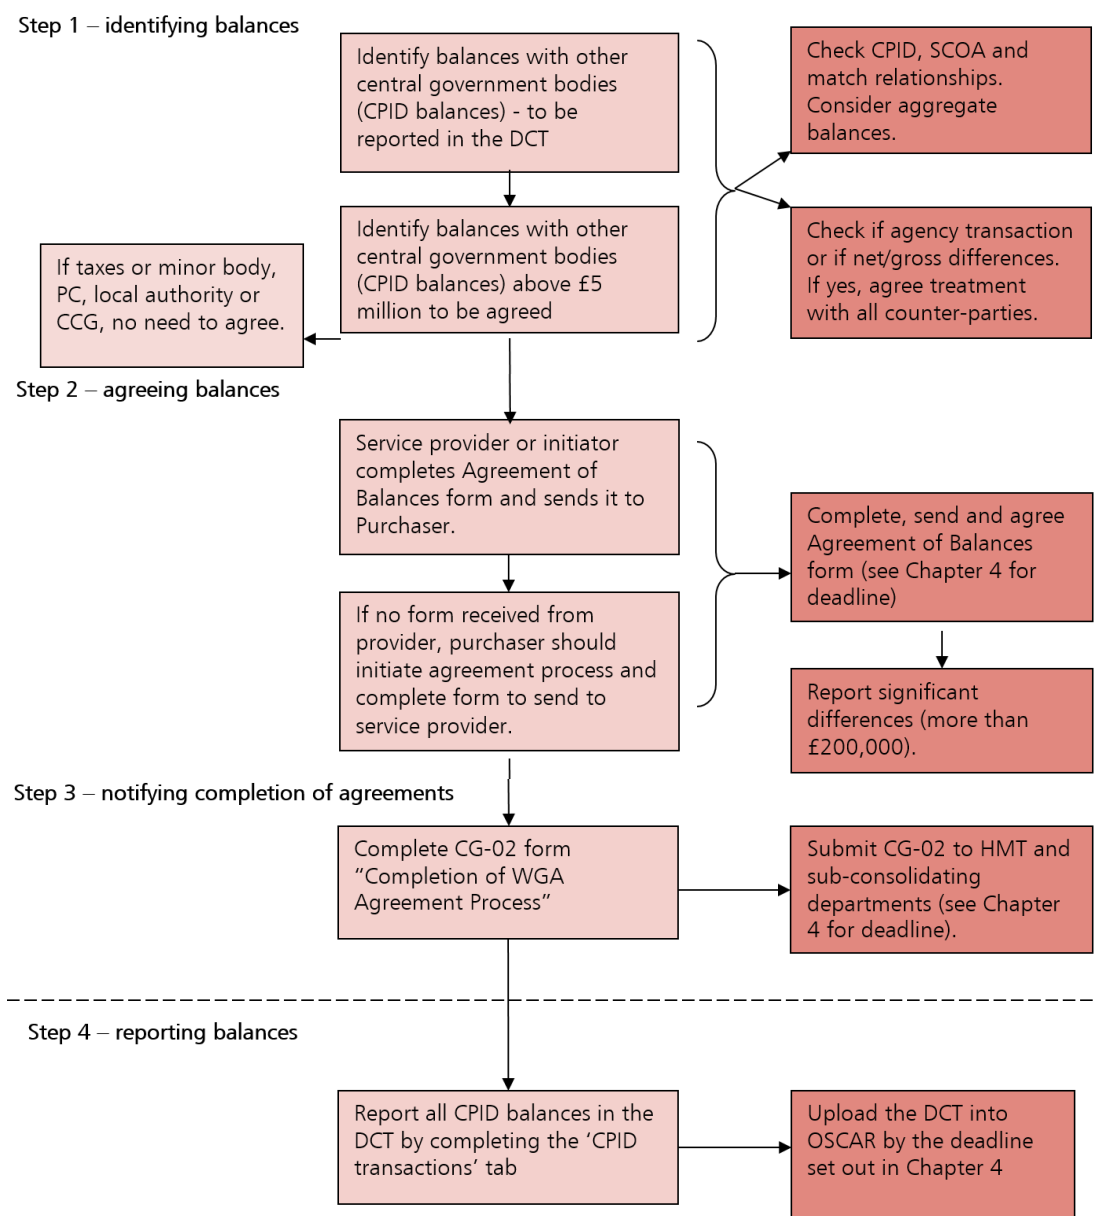 Step 1 – identifying balances
Identify balances with other
central government bodies
(CPID balances) - to be
reported in the DCT
Check CPID, SCOA and
match relationships.
Consider aggregate
balances.
Identify balances with other
central government bodies
(CPID balances) above £5
million to be agreed
Check if agency transaction
or if net/gross differences.
If yes, agree treatment
with all counter-parties.
If taxes or minor body,
PC, local authority or
CCG, no need to agree.
Step 2 – agreeing balances
Service provider or initiator
completes Agreement of
Balances form and sends it to
Purchaser.
Complete, send and agree
Agreement of Balances
form (see Chapter 4 for
deadline)
If no form received from
provider, purchaser should
initiate agreement process and
complete form to send to
service provider.
Report significant
differences (more than
£200,000).
Step 3 – notifying completion of agreements
Complete CG-02 form
“Completion of WGA
Agreement Process”
Submit CG-02 to HMT and
sub-consolidating
departments (see Chapter
4 for deadline).
Step 4 – reporting balances
Report all CPID balances in the
DCT by completing the ‘CPID
transactions’ tab
Upload the DCT into
OSCAR by the deadline
set out in Chapter 4